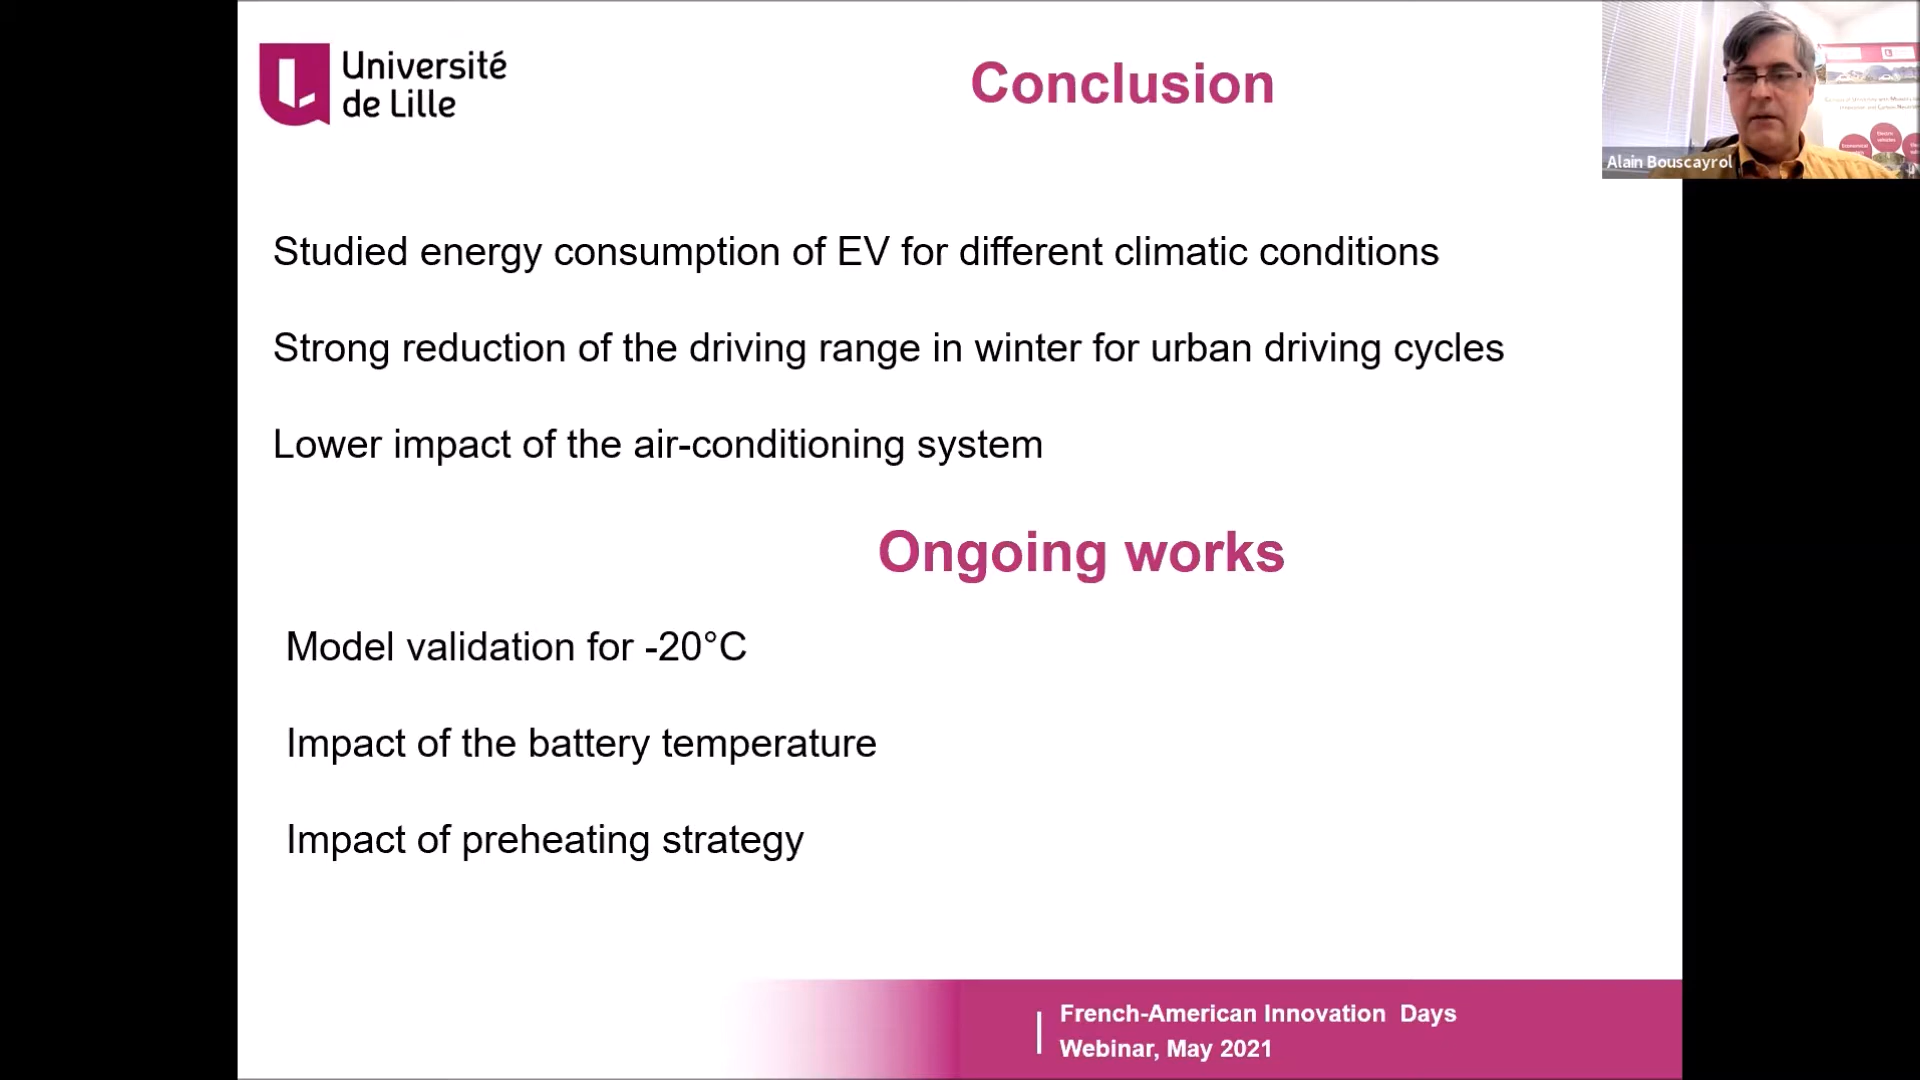 Université
de Lille
Conclusion
Alain Bouscayrol
Studied energy consumption of EV for different climatic conditions
Strong reduction of the driving range in winter for urban driving cycles
Lower impact of the air-conditioning system
Ongoing works
Model validation for -20°C
Impact of the battery temperature
Impact of preheating strategy
French-American Innovation Days
Webinar, May 2021